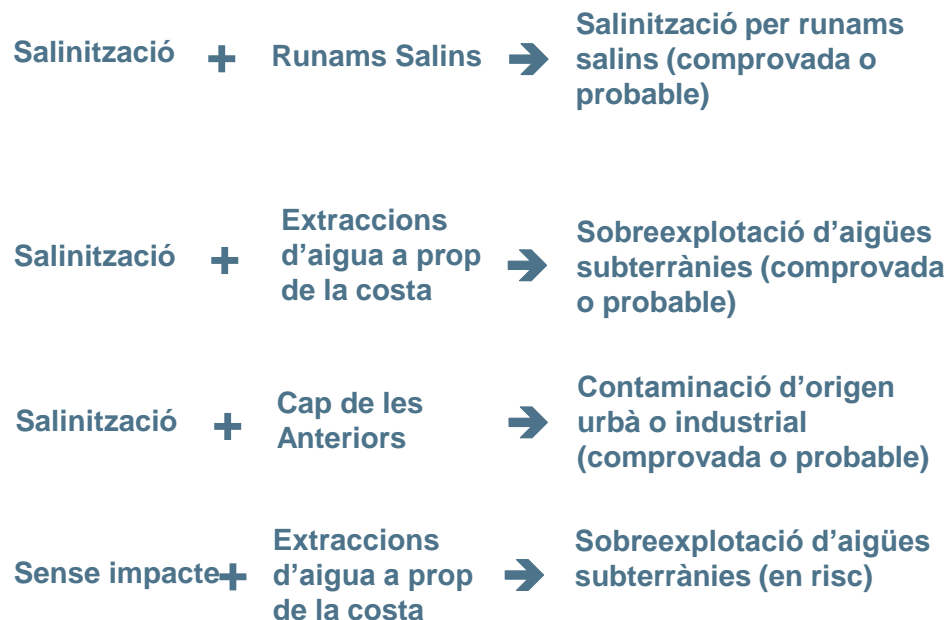 Salinització + Runams Salins ➔ Salinització per runams
salins (comprovada o
probable)
Salinització + Extraccions
d'aigua a prop
de la costa
➔ Sobreexplotació d'aigües
subterrànies (comprovada
o probable)
Salinització + Cap de les
Anteriors
➔ Contaminació d'origen
urbà o industrial
(comprovada o probable)
Sense impacte + Extraccions
d'aigua a prop
de la costa
➔ Sobreexplotació d'aigües
subterrànies (en risc)